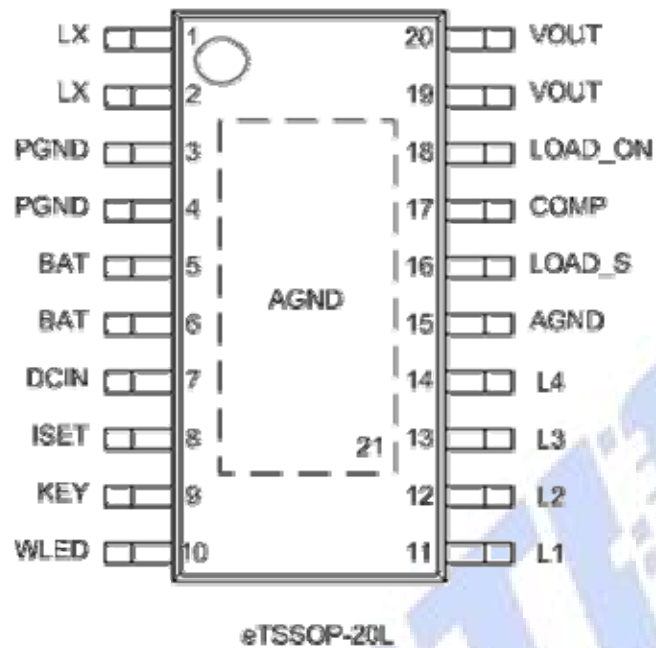 LX 1 20 VOUT
LX 2 19 VOUT
PGND 3 18 LOAD_ON
PGND 4 17 COMP
BAT 5 16 LOAD_S
BAT 6 AGND 15 AGND
DCIN 7 14 L4
ISET 8 21 13 L3
KEY 9 12 L2
WLED 10 11 L1
eTSSOP-20L